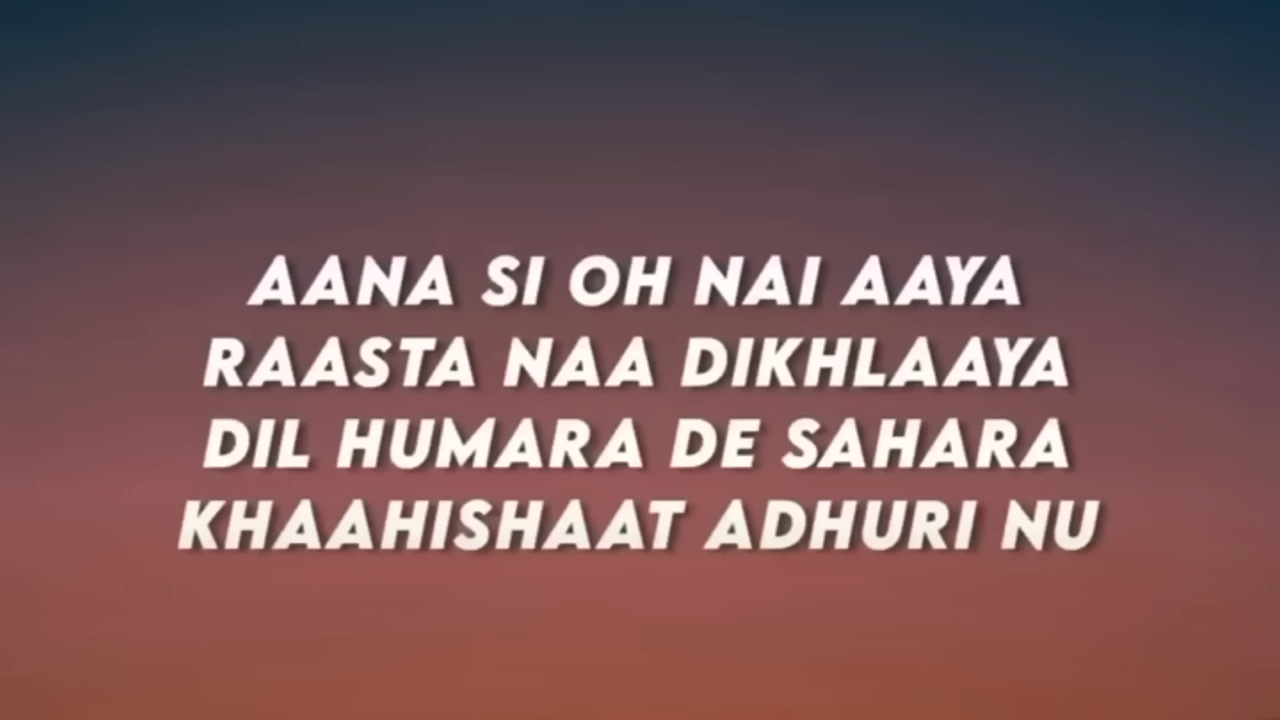 AANA SI OH NAI AAYA
RAASTA NAA DIKHLAAYA
DIL HUMARA DE SAHARA
KHAAHISHAAT ADHURI NU